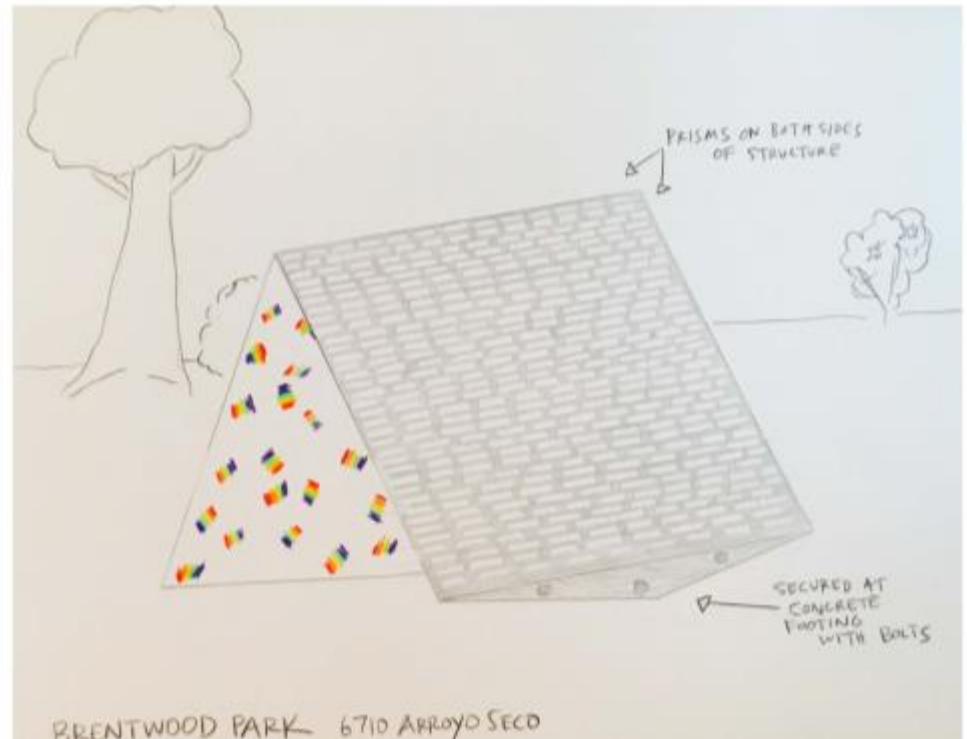 PRISMS ON BOTH SIDES
OF STRUCTURE
SECURED AT
CONCRETE
FOOTING
WITH BOLTS
BRENTWOOD PARK 6710 ARROYO SECO